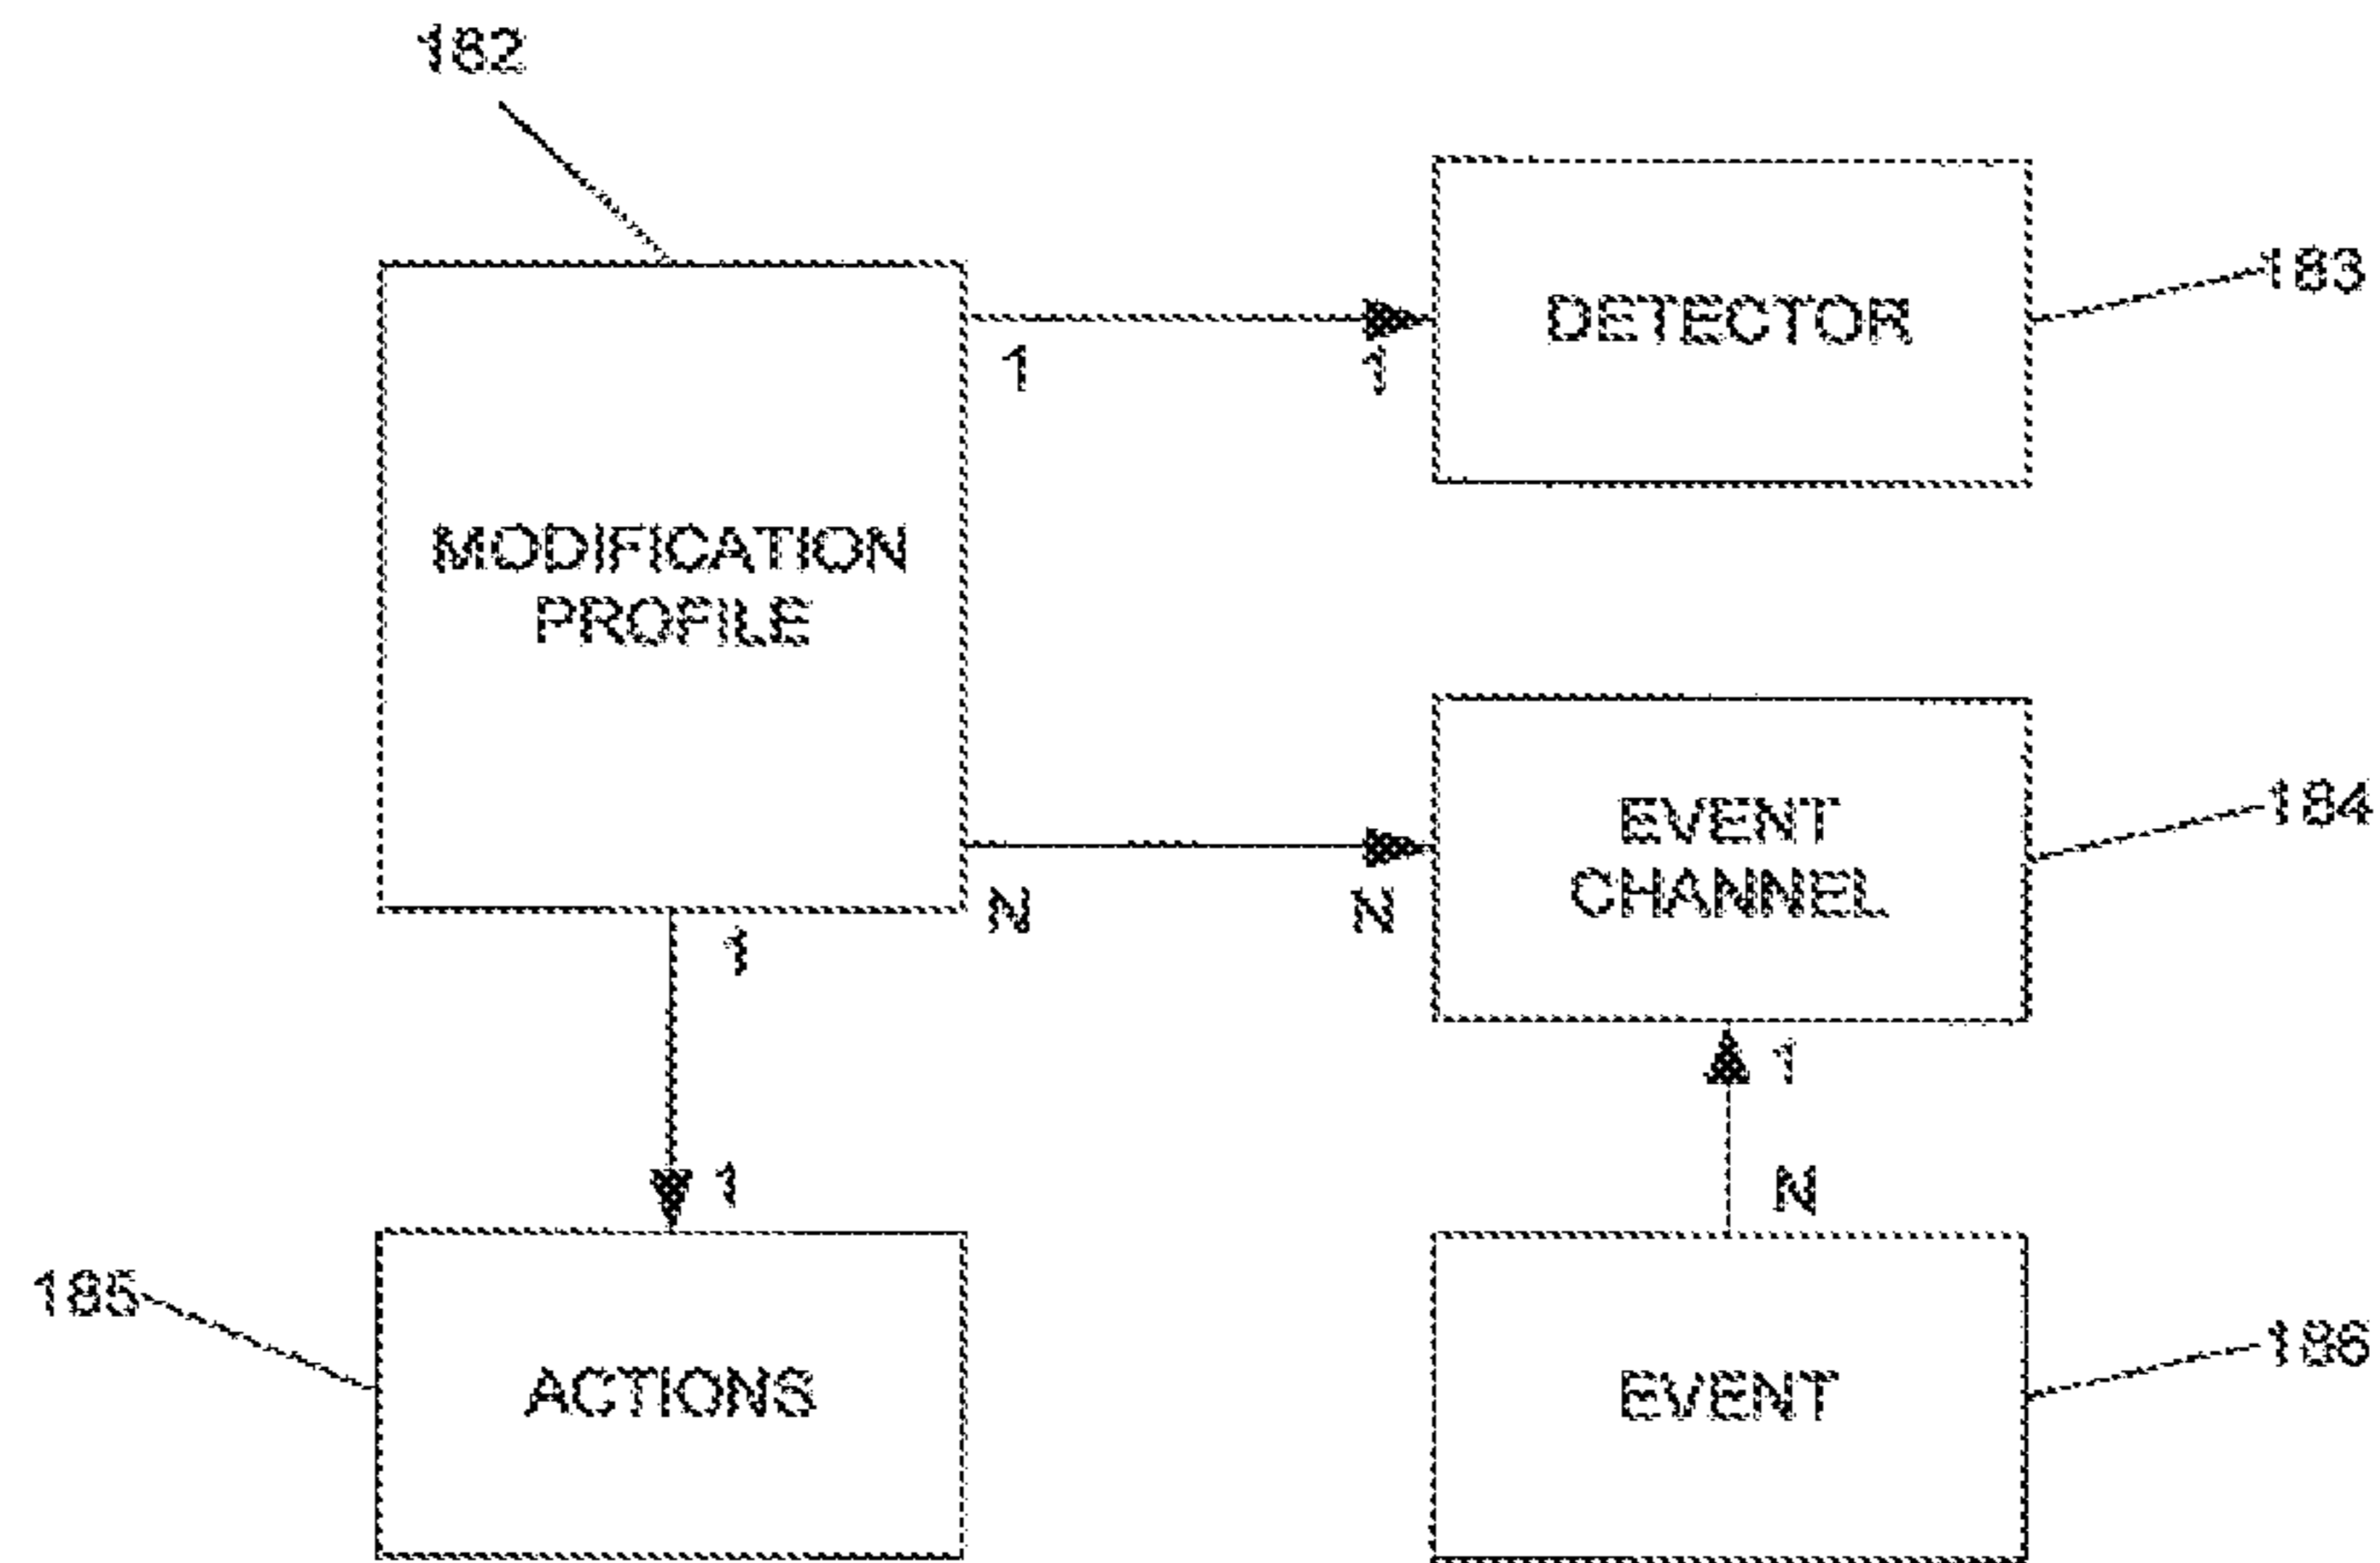 182
DETECTOR
183
1
1
MODIFICATION
PROFILE
EVENT
CHANNEL
184
N
N
1
1
1
N
185
ACTIONS
EVENT
186